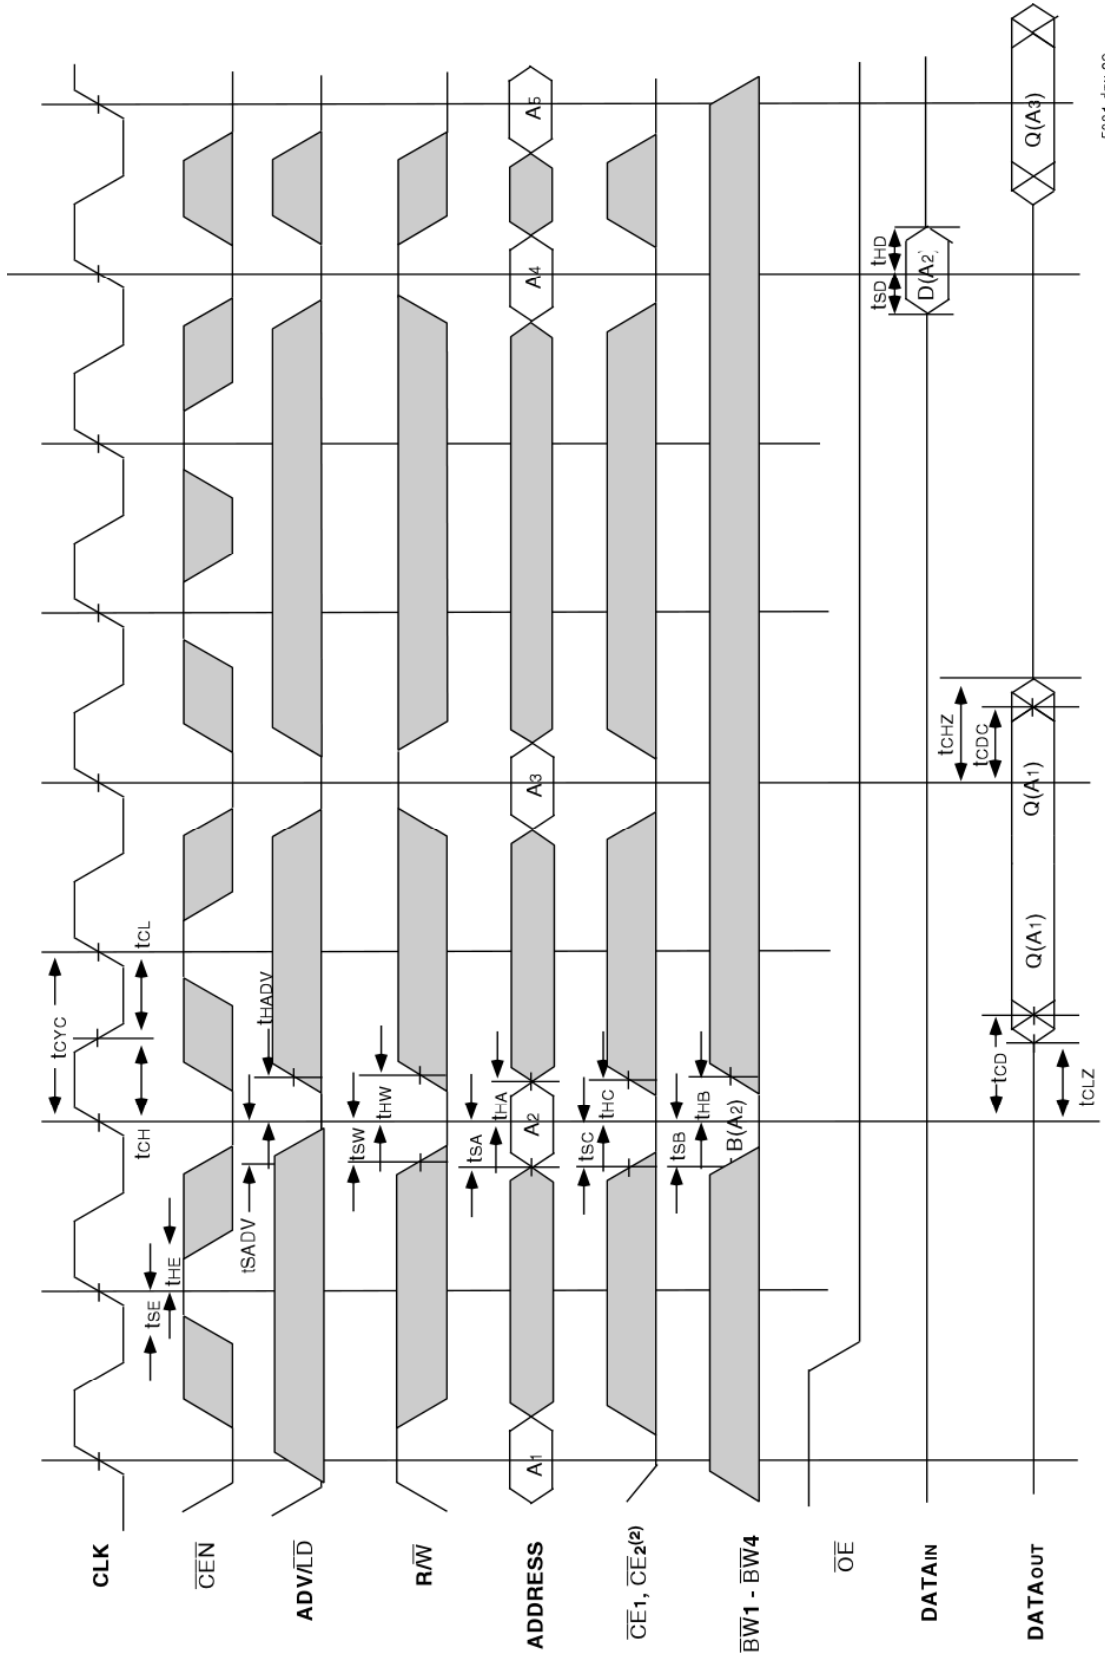 CLK
tCYC
tCH
tCL
CEN
tSE
tHE
ADV/LD
tSADV
tHADV
R/W
tSW
tHW
ADDRESS
A1
A2
A3
A4
A5
tSA
tHA
CE1, CE2(2)
tSC
tHC
BW1 - BW4
tSB
tHB
B(A2)
OE
DATAIN
tSD
tHD
D(A2)
DATAOUT
tCD
tCLZ
Q(A1)
Q(A1)
tCHZ
tCDC
Q(A3)